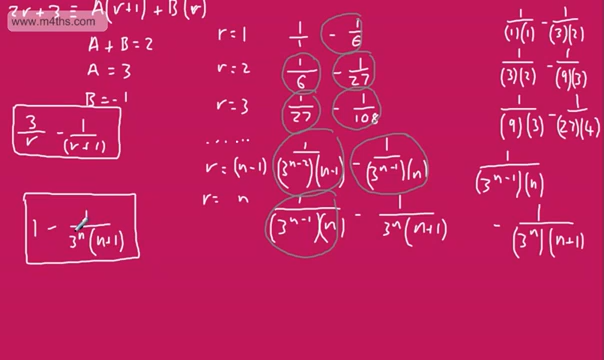 www.m4ths.com
2r + 3 = A(r+1) + B(r)
A + B = 2
A = 3
B = -1
3/r - 1/(r+1)
1 - 1/3^n(n+1)
r = 1 1/1 - 1/6
r = 2 1/6 - 1/27
r = 3 1/27 - 1/108
......
r = (n-1) 1/(3^{n-2})(n-1) - 1/(3^{n-1})(n)
r = n 1/(3^{n-1})(n) - 1/3^n(n+1)
1/(1)(1) - 1/(3)(2)
1/(3)(2) - 1/(9)(3)
1/(9)(3) - 1/(27)(4)
1/(3^{n-1})(n)
- 1/(3^n)(n+1)